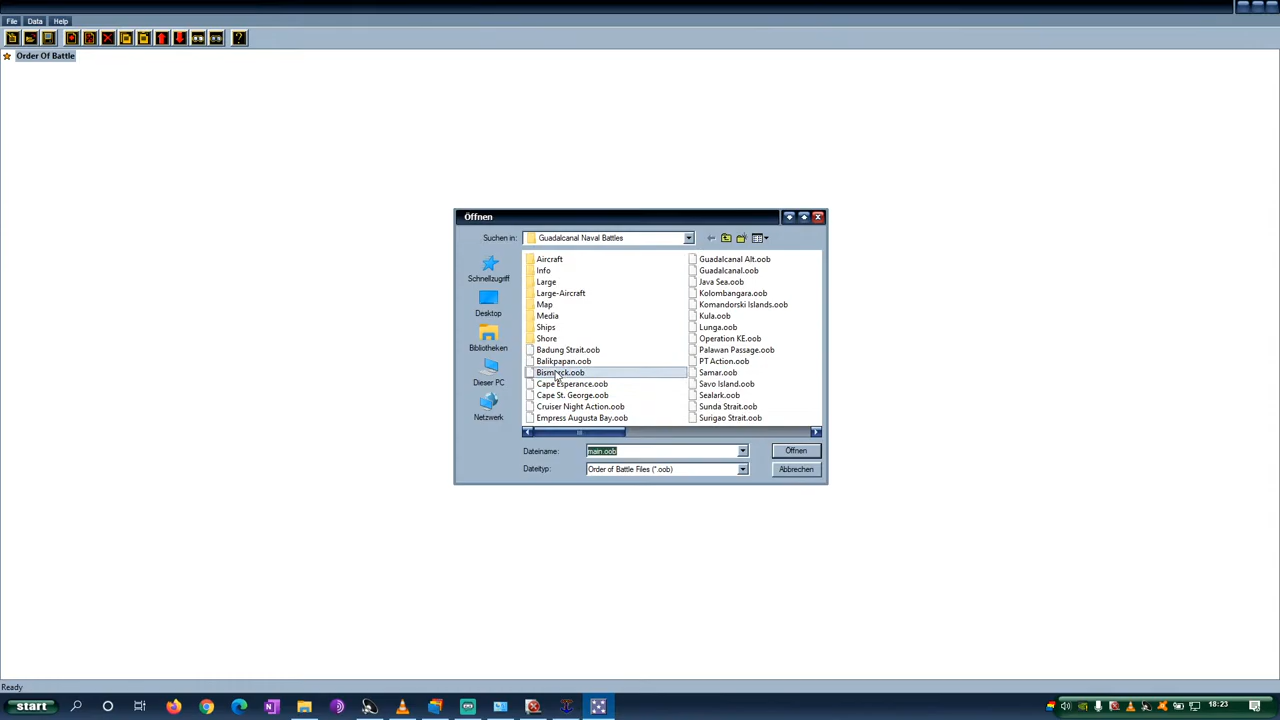 File Data Help
Order Of Battle
Öffnen
Suchen in: Guadalcanal Naval Battles
Schnellzugriff
Desktop
Bibliotheken
Dieser PC
Netzwerk
Aircraft
Info
Large
Large-Aircraft
Map
Media
Ships
Shore
Badung Strait.oob
Balikpapan.oob
Bismarck.oob
Cape Esperance.oob
Cape St. George.oob
Cruiser Night Action.oob
Empress Augusta Bay.oob
Guadalcanal Alt.oob
Guadalcanal.oob
Java Sea.oob
Kolombangara.oob
Komandorski Islands.oob
Kula.oob
Lunga.oob
Operation KE.oob
Palawan Passage.oob
PT Action.oob
Samar.oob
Savo Island.oob
Sealark.oob
Sunda Strait.oob
Surigao Strait.oob
Dateiname: main.oob Öffnen
Dateityp: Order of Battle Files (*.oob) Abbrechen
Ready
start 18:23